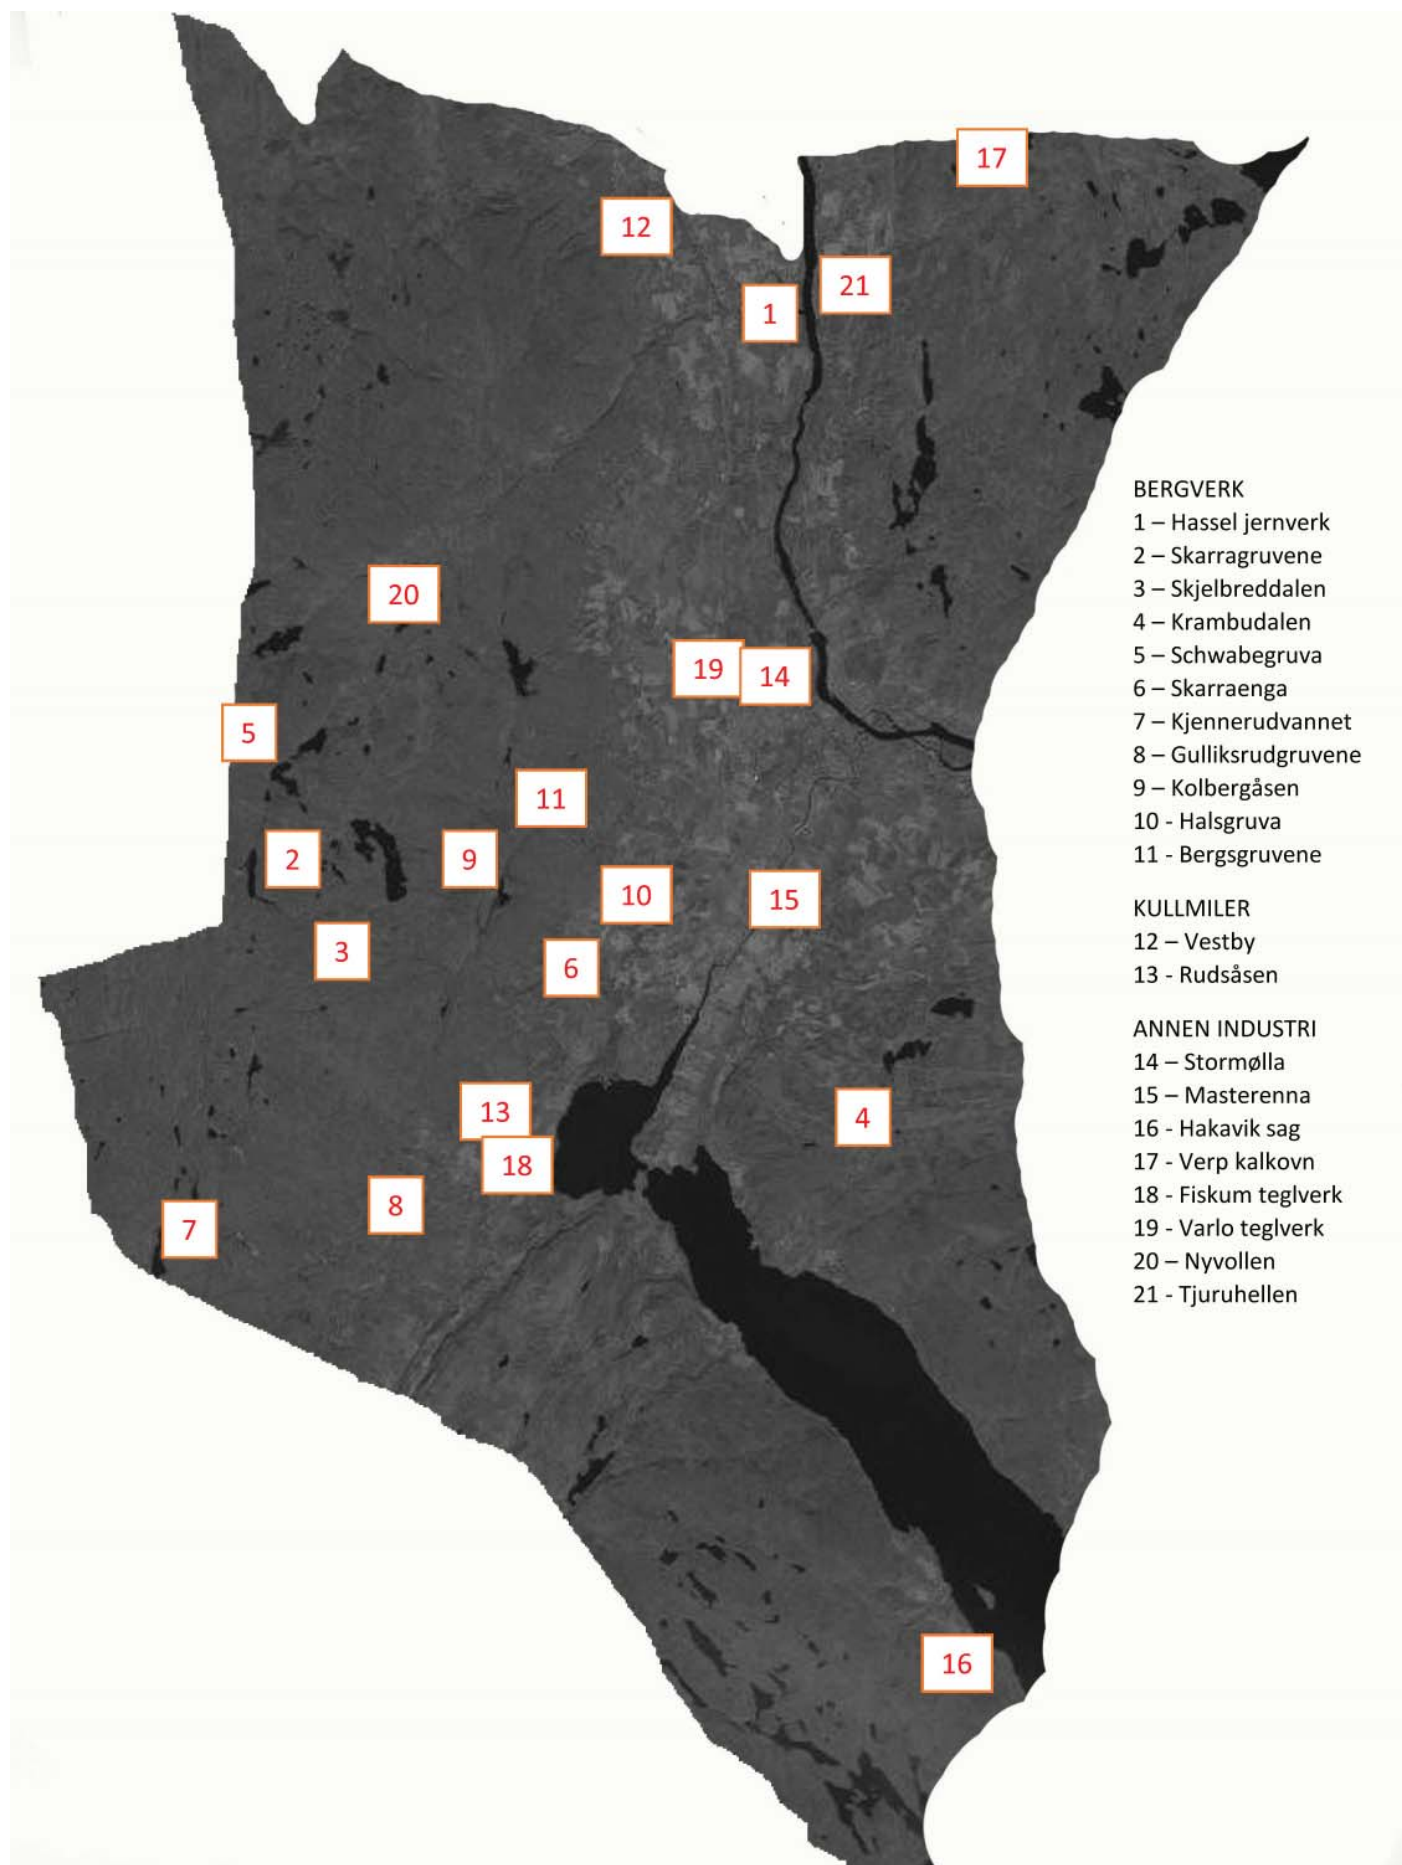 17
12
21
1
20
19
14
5
11
2
9
10
15
3
6
13
4
18
8
7
16
BERGVERK
1 – Hassel jernverk
2 – Skarragruvene
3 – Skjelbreddalen
4 – Krambudalen
5 – Schwabegruva
6 – Skarraenga
7 – Kjennerudvannet
8 – Gulliksrudgruvene
9 – Kolbergåsen
10 - Halsgruva
11 - Bergsgruvene
KULLMILER
12 – Vestby
13 - Rudsåsen
ANNEN INDUSTRI
14 – Stormølla
15 – Masterenna
16 - Hakavik sag
17 - Verp kalkovn
18 - Fiskum teglverk
19 - Varlo teglverk
20 – Nyvollen
21 - Tjuruhellen